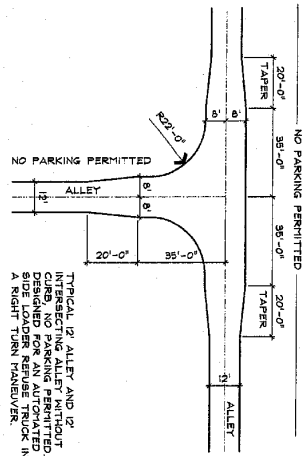 NO PARKING PERMITTED
20'-0"
TAPER
35'-0"
35'-0"
20'-0"
TAPER
8'
8'
R22'-0"
NO PARKING PERMITTED
ALLEY
12'
8'
8'
20'-0"
35'-0"
12'
ALLEY
TYPICAL 12' ALLEY AND 12'
INTERSECTING ALLEY WITHOUT
CURB, NO PARKING PERMITTED.
DESIGNED FOR AN AUTOMATED
SIDE LOADER REFUSE TRUCK IN
A RIGHT TURN MANEUVER.